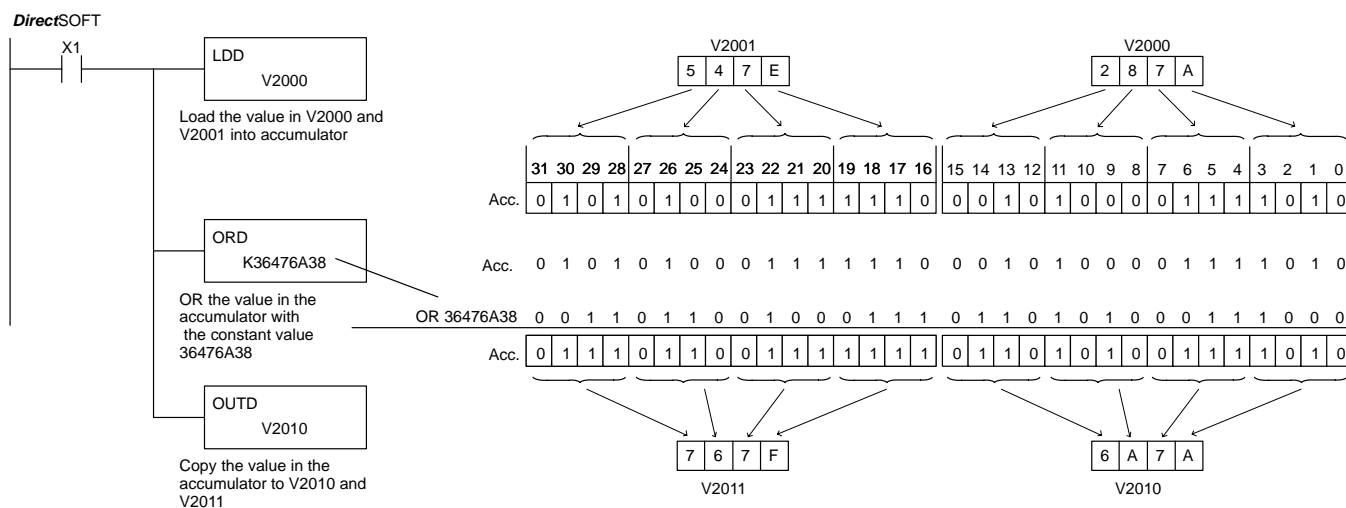 DirectSOFT
X1
LDD
V2000
Load the value in V2000 and
V2001 into accumulator
ORD
K36476A38
OR the value in the
accumulator with
the constant value
36476A38
OUTD
V2010
Copy the value in the
accumulator to V2010 and
V2011
V2001 V2000
5 4 7 E 2 8 7 A
31 30 29 28 27 26 25 24 23 22 21 20 19 18 17 16 15 14 13 12 11 10 9 8 7 6 5 4 3 2 1 0
Acc. 0 1 0 1 0 1 0 0 0 1 1 1 1 1 1 0 0 0 1 0 1 0 0 0 0 1 1 1 1 0 1 0
Acc. 0 1 0 1 0 1 0 0 0 1 1 1 1 1 1 0 0 0 1 0 1 0 0 0 0 1 1 1 1 0 1 0
OR 36476A38 0 0 1 1 0 1 1 0 0 1 0 0 0 1 1 1 0 1 1 0 1 0 1 0 0 0 1 1 1 0 0 0
Acc. 0 1 1 1 0 1 1 0 0 1 1 1 1 1 1 1 0 1 1 0 1 0 1 0 0 1 1 1 1 0 1 0
7 6 7 F 6 A 7 A
V2011 V2010